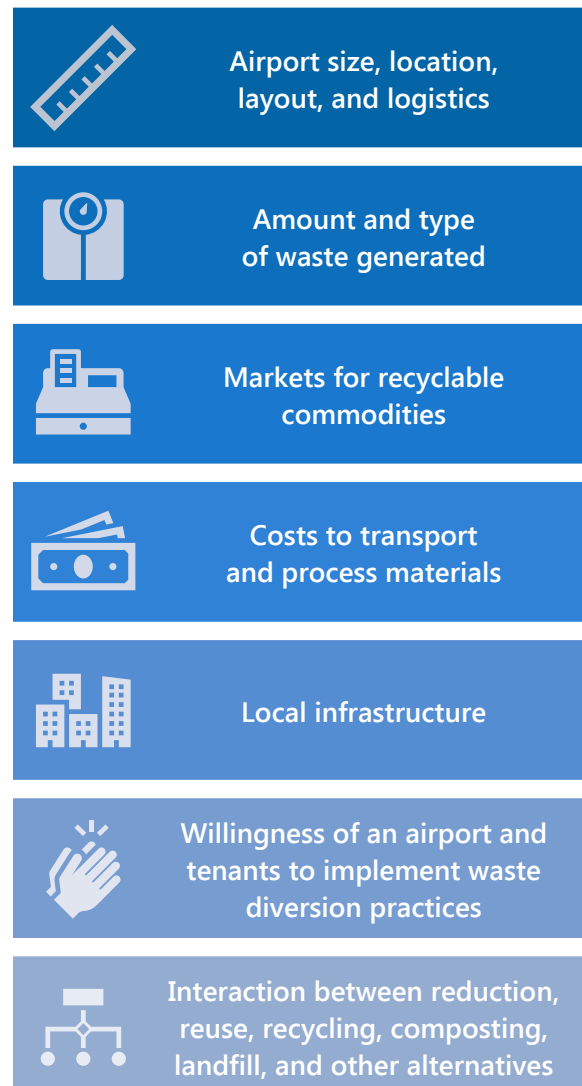 Airport size, location,
layout, and logistics
Amount and type
of waste generated
Markets for recyclable
commodities
Costs to transport
and process materials
Local infrastructure
Willingness of an airport and
tenants to implement waste
diversion practices
Interaction between reduction,
reuse, recycling, composting,
landfill, and other alternatives